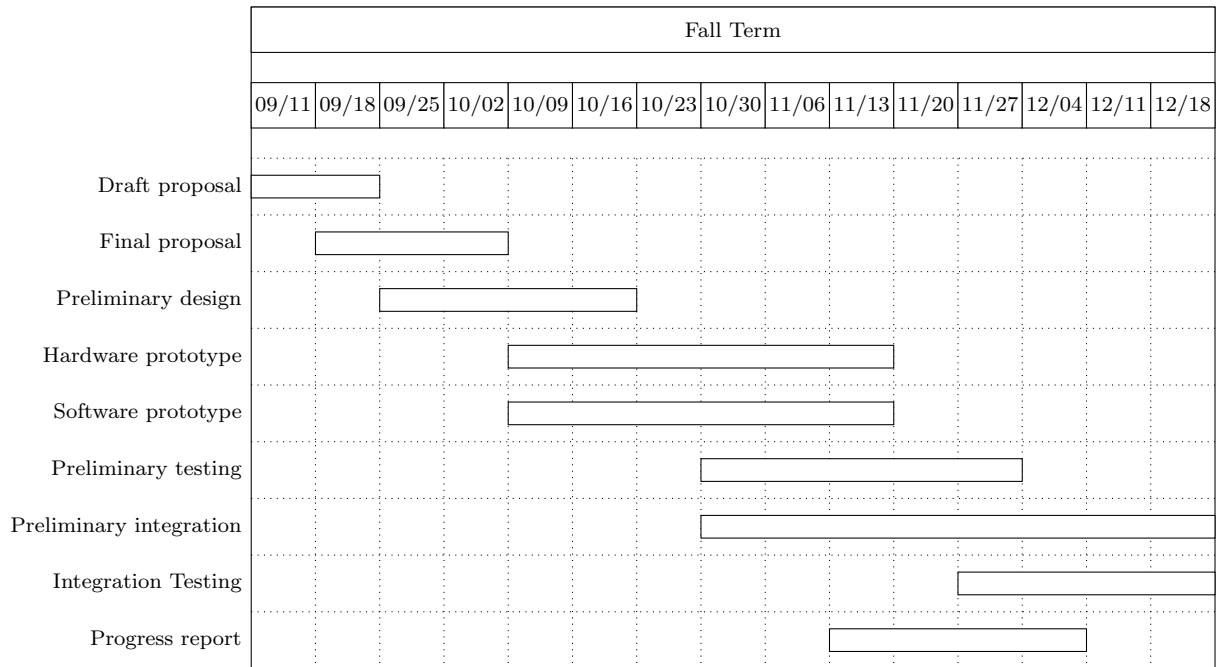 Fall Term
09/11 09/18 09/25 10/02 10/09 10/16 10/23 10/30 11/06 11/13 11/20 11/27 12/04 12/11 12/18
Draft proposal
Final proposal
Preliminary design
Hardware prototype
Software prototype
Preliminary testing
Preliminary integration
Integration Testing
Progress report